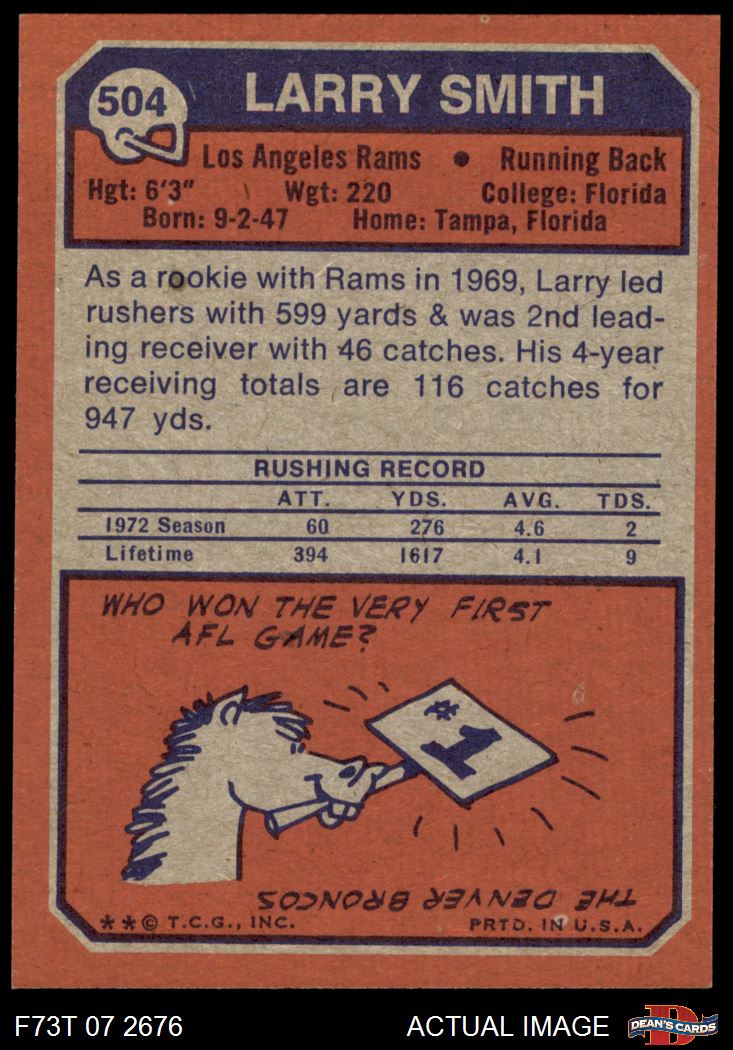 504
LARRY SMITH
Los Angeles Rams • Running Back
Hgt: 6'3" Wgt: 220 College: Florida
Born: 9-2-47 Home: Tampa, Florida
As a rookie with Rams in 1969, Larry led
rushers with 599 yards & was 2nd lead-
ing receiver with 46 catches. His 4-year
receiving totals are 116 catches for
947 yds.
RUSHING RECORD
ATT. YDS. AVG. TDS.
1972 Season 60 276 4.6 2
Lifetime 394 1617 4.1 9
WHO WON THE VERY FIRST
AFL GAME?
#1
THE DENVER BRONCOS
**© T.C.G., INC. PRTD. IN U.S.A.
F73T 07 2676 ACTUAL IMAGE D DEAN'S CARDS